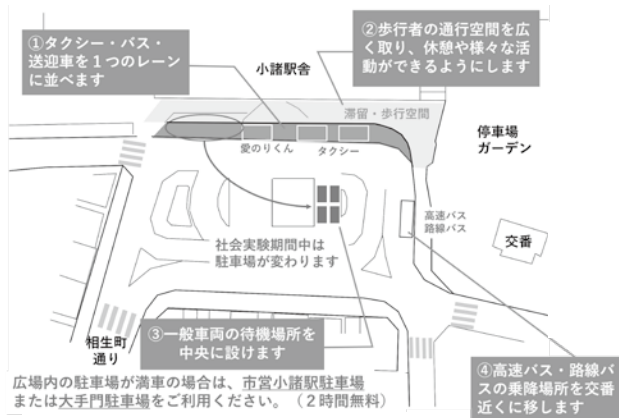 ①タクシー・バス・
送迎車を１つのレーン
に並べます
②歩行者の通行空間を広
く取り、休憩や様々な活
動ができるようにします
小諸駅舎
滞留・歩行空間
停車場
ガーデン
愛のりくん
タクシー
高速バス
路線バス
交番
社会実験期間中は
駐車場が変わります
相生町
通り
③一般車両の待機場所を
中央に設けます
④高速バス・路線バ
スの乗降場所を交番
近くに移します
広場内の駐車場が満車の場合は、市営小諸駅駐車場
または大手門駐車場をご利用ください。（２時間無料）